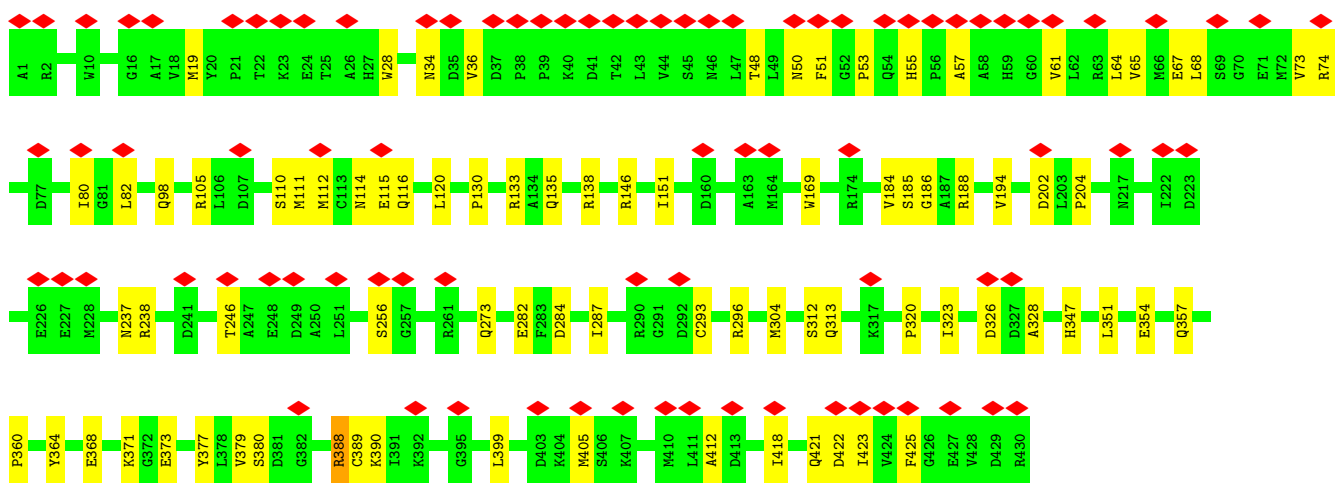 A1 R2 W10 G16 A17 V18 M19 Y20 P21 T22 K23 E24 T25 A26 H27 W28 N34 D35 V36 D37 P38 P39 K40 D41 T42 L43 V44 S45 N46 L47 T48 L49 N50 F51 G52 P53 Q54 H55 P56 A57 A58 H59 G60 V61 L62 R63 L64 V65 M66 E67 L68 S69 G70 E71 M72 V73 R74
D77 I80 G81 L82 Q98 R105 L106 D107 S110 M111 M112 C113 N114 E115 Q116 L120 P130 R133 A134 Q135 R138 R146 I151 D160 A163 M164 W169 R174 V184 S185 G186 A187 R188 V194 D202 L203 P204 N217 I222 D223
E226 E227 M228 N237 R238 D241 T246 A247 E248 D249 A250 L251 S256 G257 R261 Q273 E282 F283 D284 I287 R290 G291 D292 C293 R296 M304 S312 Q313 K317 P320 I323 D326 D327 A328 H347 L351 E354 Q357
P360 Y364 E368 K371 G372 E373 Y377 L378 V379 S380 D381 G382 R388 C389 K390 I391 K392 G395 L399 D403 K404 M405 S406 K407 M410 L411 A412 D413 I418 Q421 D422 I423 V424 F425 G426 E427 V428 D429 R430